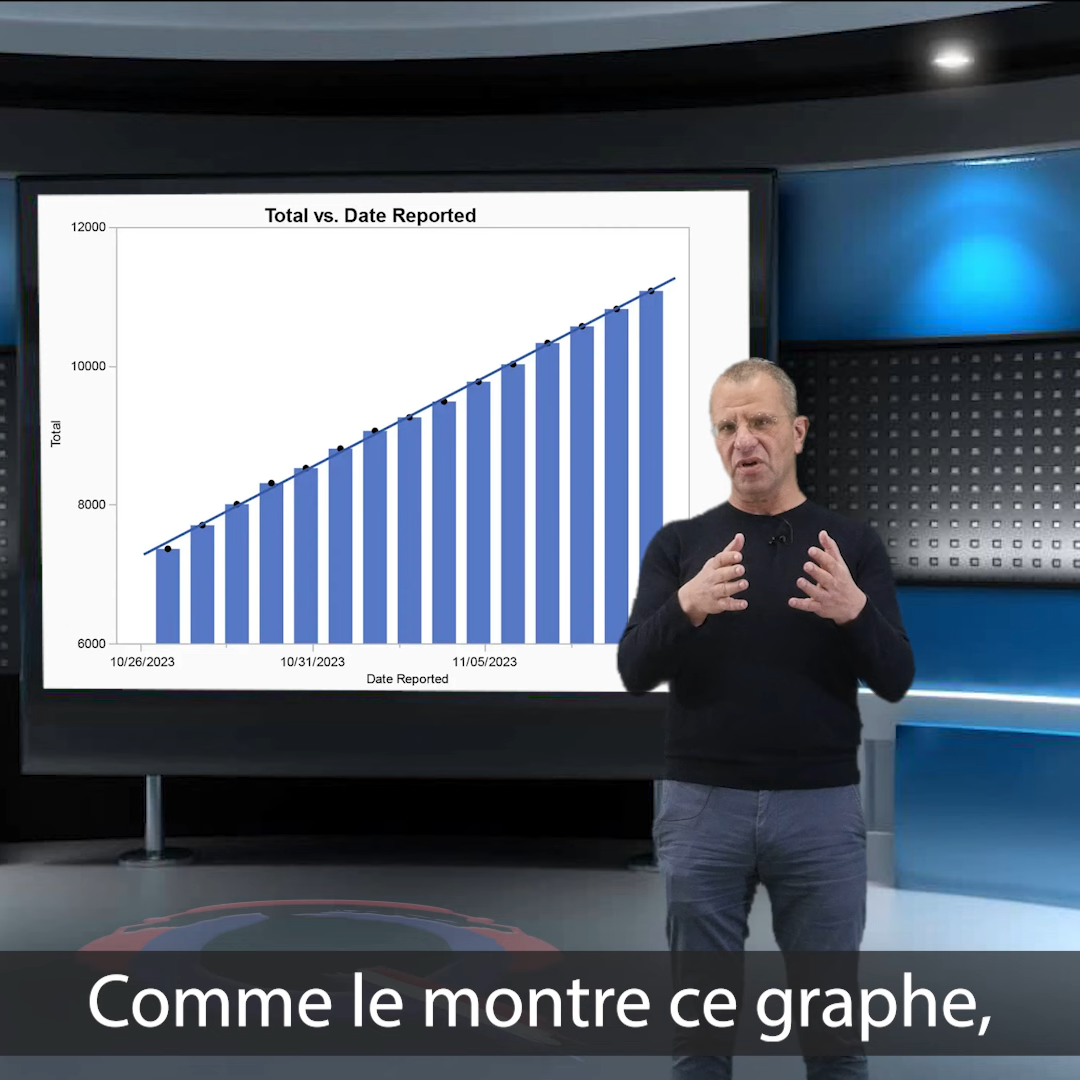 Total vs. Date Reported
12000
10000
8000
6000
Total
10/26/2023 10/31/2023 11/05/2023
Date Reported
Comme le montre ce graphe,